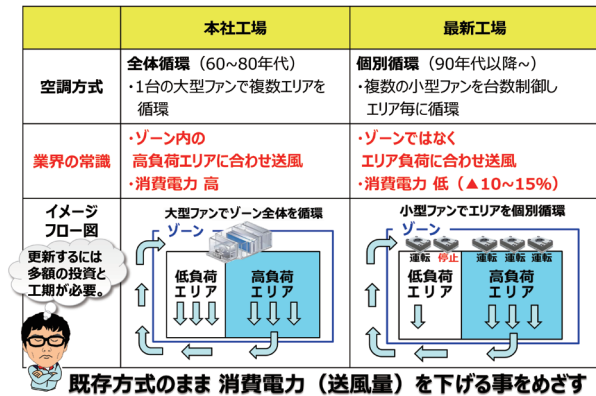 本社工場
最新工場
空調方式
全体循環（60~80年代）
・1台の大型ファンで複数エリアを
循環
個別循環（90年代以降~）
・複数の小型ファンを台数制御し
エリア毎に循環
業界の常識
・ゾーン内の
高負荷エリアに合わせ送風
・消費電力 高
・ゾーンではなく
エリア負荷に合わせ送風
・消費電力 低（▲10~15%）
イメージ
フロー図
大型ファンでゾーン全体を循環
ゾーン
低負荷
エリア
高負荷
エリア
小型ファンでエリアを個別循環
ゾーン
運転 停止 運転 運転 運転
低負荷
エリア
高負荷
エリア
更新するには
多額の投資と
工期が必要。
既存方式のまま 消費電力（送風量）を下げる事をめざす